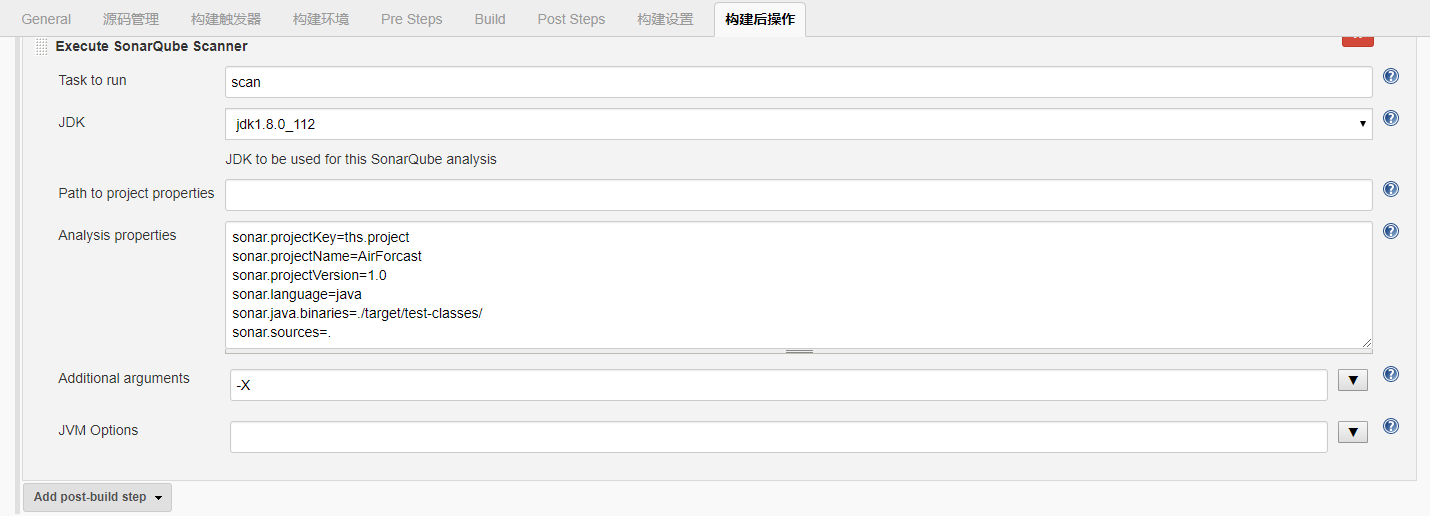 General 源码管理 构建触发器 构建环境 Pre Steps Build Post Steps 构建设置 构建后操作
Execute SonarQube Scanner
Task to run scan
JDK jdk1.8.0_112
JDK to be used for this SonarQube analysis
Path to project properties
Analysis properties sonar.projectKey=ths.project
sonar.projectName=AirForcast
sonar.projectVersion=1.0
sonar.language=java
sonar.java.binaries=./target/test-classes/
sonar.sources=.
Additional arguments -X
JVM Options
Add post-build step